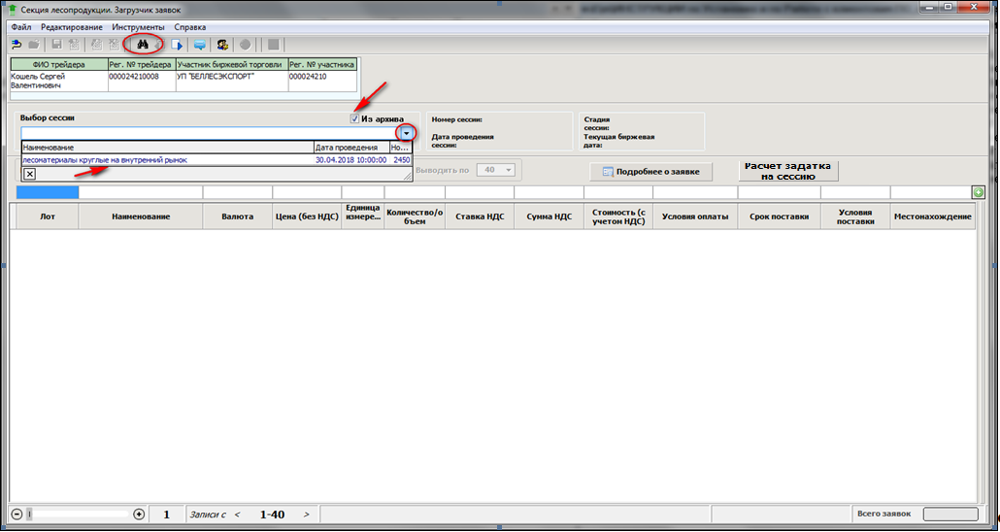 Секция лесопродукции. Загрузчик заявок
Файл Редактирование Инструменты Справка
ФИО трейдера Рег. № трейдера Участник биржевой торговли Рег. № участника
Кошель Сергей 000024210008 УП "БЕЛЛЕСЭКСПОРТ" 000024210
Валентинович
Выбор сессии Из архива
Номер сессии:
Дата проведения
сессии:
Стадия
сессии:
Текущая биржевая
дата:
Наименование Дата проведения Но...
лесоматериалы круглые на внутренний рынок 30.04.2018 10:00:00 2450
Выводить по 40
Подробнее о заявке
Расчет задатка
на сессию
Лот
Наименование
Валюта
Цена (без НДС)
Единица
измере...
Количество/о
бъем
Ставка НДС
Сумма НДС
Стоимость (с
учетом НДС)
Условия оплаты
Срок поставки
Условия
поставки
Местонахождение
1 Записи с < 1-40 >
Всего заявок